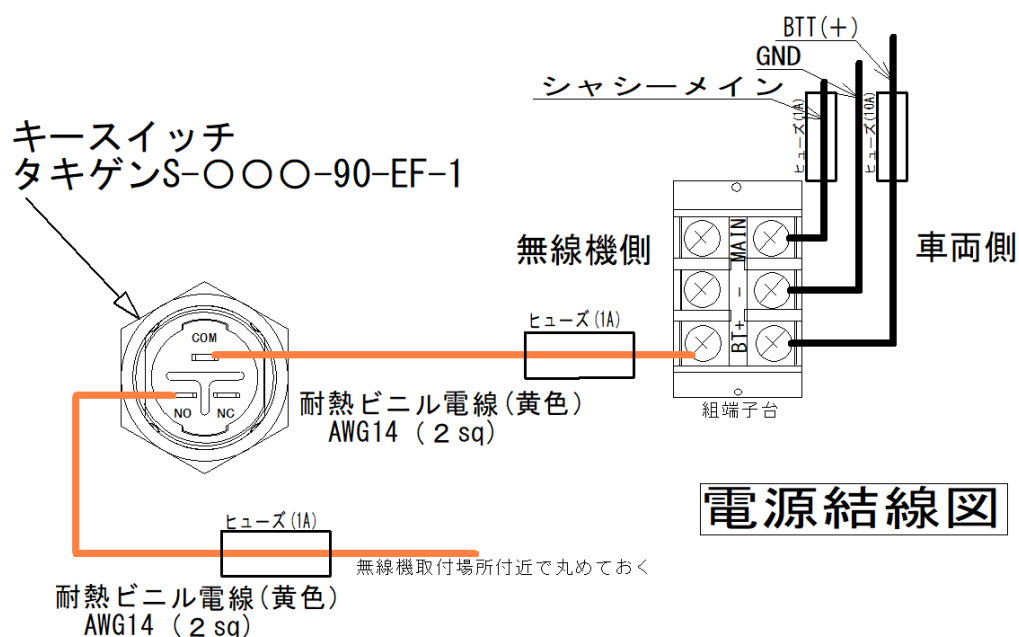 BTT(+)
GND
シャシーメイン
ヒューズ(1A)
ヒューズ(10A)
キースイッチ
タキゲンS-〇〇〇-90-EF-1
無線機側
MAIN
-
BT+
車両側
ヒューズ(1A)
組端子台
COM
NO
NC
耐熱ビニル電線(黄色)
AWG14 (2sq)
電源結線図
ヒューズ(1A)
無線機取付場所付近で丸めておく
耐熱ビニル電線(黄色)
AWG14 (2sq)